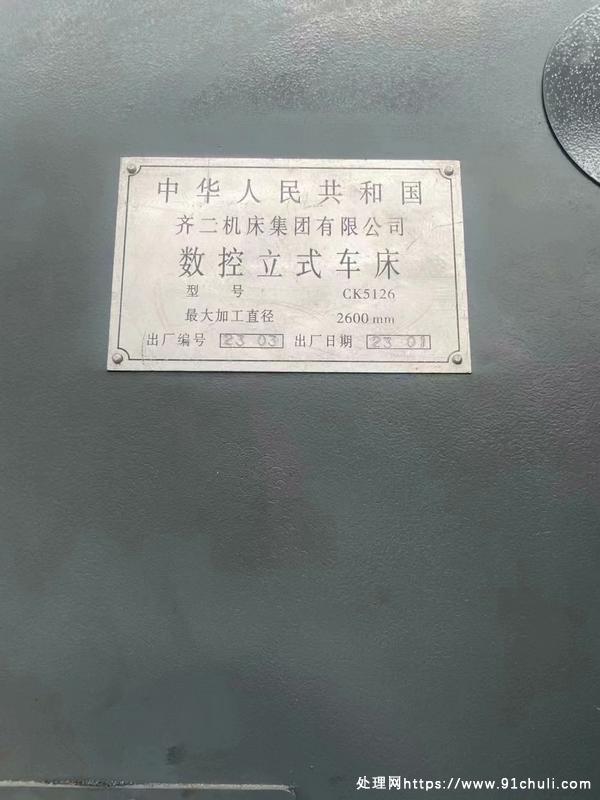 中华人民共和国
齐二机床集团有限公司
数控立式车床
型 号 CK5126
最大加工直径 2600 mm
出厂编号 23 03 出厂日期 23 01
处理网https://www.91chuli.com